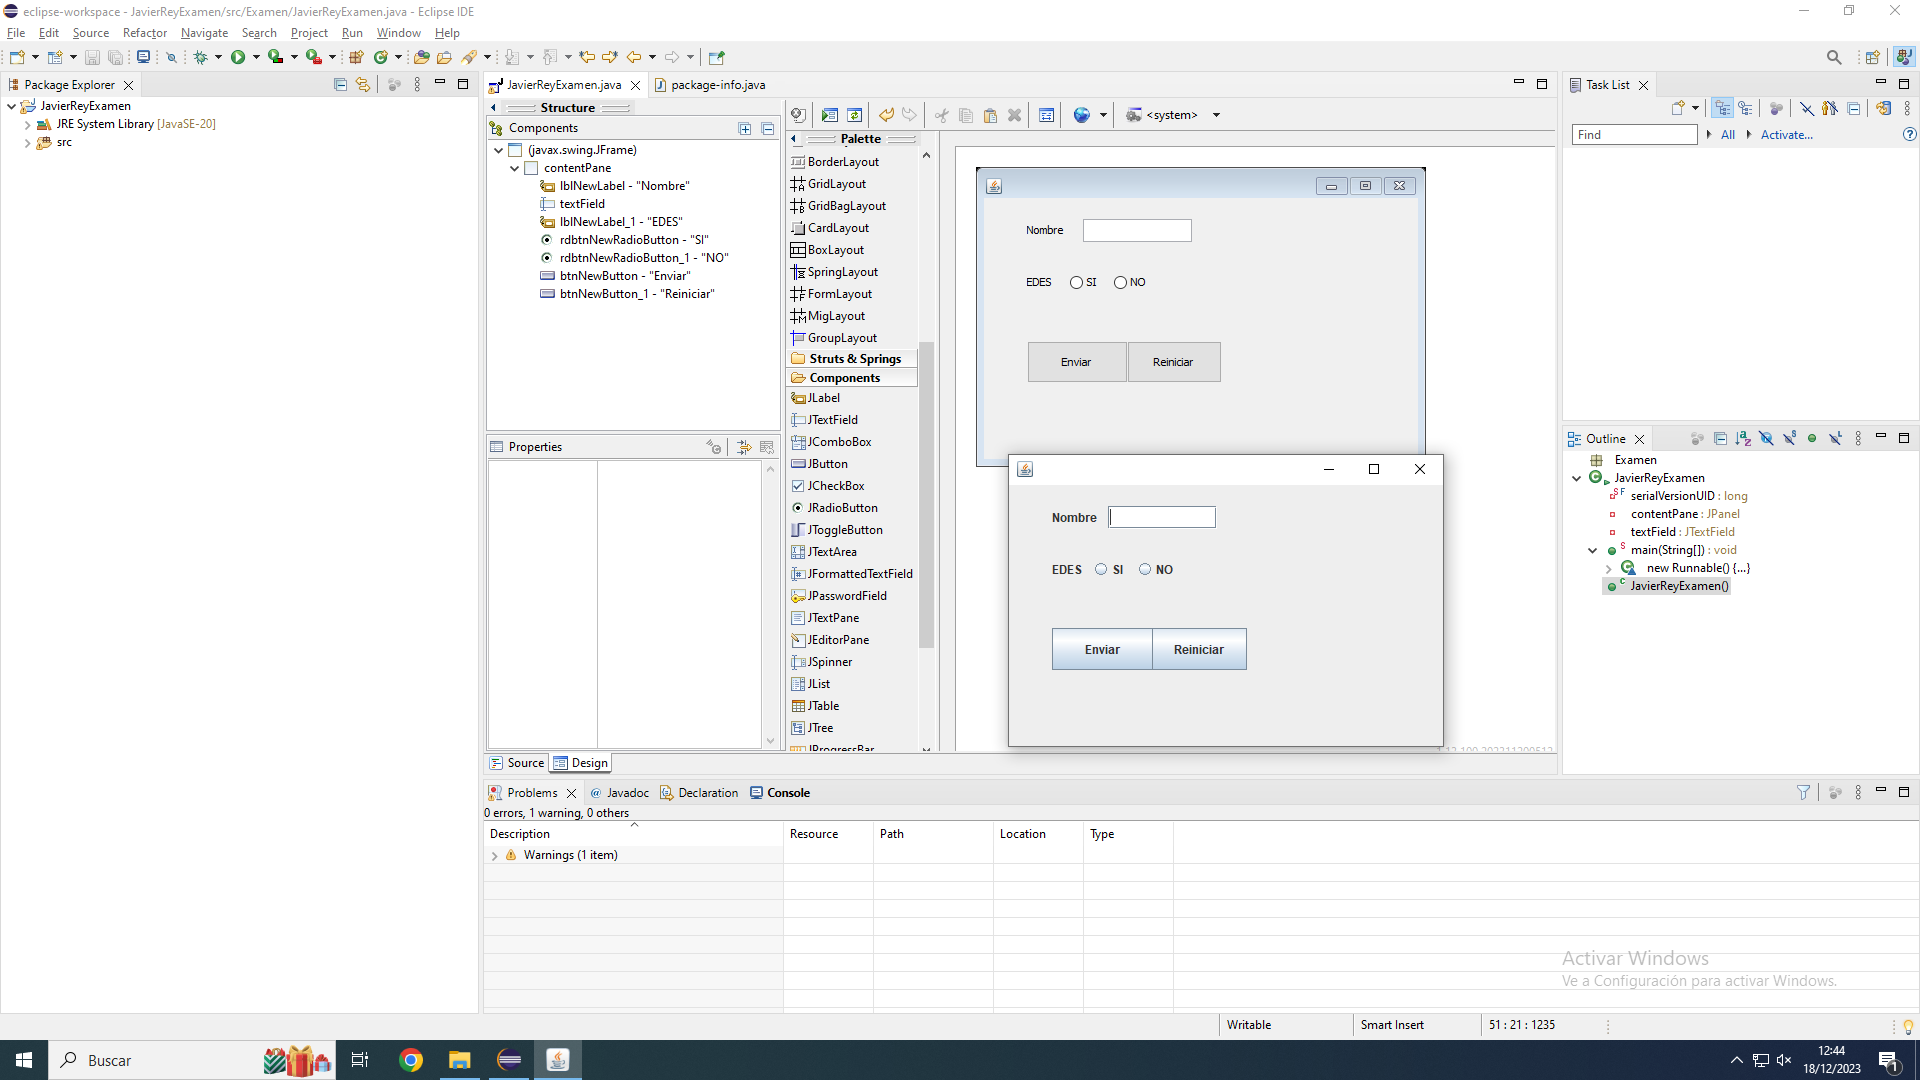 eclipse-workspace - JavierReyExamen/src/Examen/JavierReyExamen.java - Eclipse IDE
File Edit Source Refactor Navigate Search Project Run Window Help
Package Explorer
JavierReyExamen
JRE System Library [JavaSE-20]
src
JavierReyExamen.java
package-info.java
Structure
Components
(javax.swing.JFrame)
contentPane
lblNewLabel - "Nombre"
textField
lblNewLabel_1 - "EDES"
rdbtnNewRadioButton - "SI"
rdbtnNewRadioButton_1 - "NO"
btnNewButton - "Enviar"
btnNewButton_1 - "Reiniciar"
Properties
<system>
Palette
BorderLayout
GridLayout
GridBagLayout
CardLayout
BoxLayout
SpringLayout
FormLayout
MigLayout
GroupLayout
Struts & Springs
Components
JLabel
JTextField
JComboBox
JButton
JCheckBox
JRadioButton
JToggleButton
JTextArea
JFormattedTextField
JPasswordField
JTextPane
JEditorPane
JSpinner
JList
JTable
JTree
JProgressBar
Nombre
EDES SI NO
Enviar Reiniciar
Nombre
EDES SI NO
Enviar Reiniciar
Source Design
Task List
Find All Activate...
Outline
Examen
JavierReyExamen
serialVersionUID : long
contentPane : JPanel
textField : JTextField
main(String[]) : void
new Runnable() {...}
JavierReyExamen()
Problems Javadoc Declaration Console
0 errors, 1 warning, 0 others
Description Resource Path Location Type
Warnings (1 item)
Activar Windows
Ve a Configuración para activar Windows.
Writable Smart Insert 51 : 21 : 1235
Buscar
12:44
18/12/2023
1